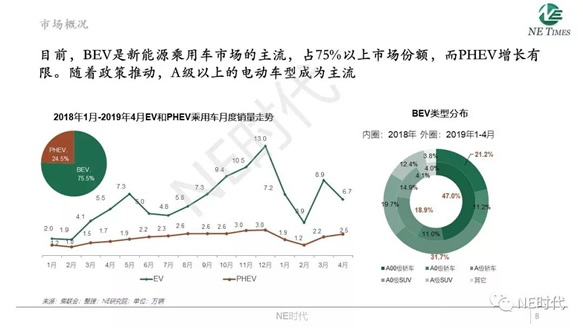 市场概况
NE TIMES
目前，BEV是新能源乘用车市场的主流，占75%以上市场份额，而PHEV增长有
限。随着政策推动，A级以上的电动车型成为主流
2018年1月-2019年4月EV和PHEV乘用车月度销量走势
PHEV,
24.5%
BEV,
75.5%
2.0 1.9 4.1 5.5 7.3 5.0 4.8 5.8 7.3 9.4 10.5 13.0 7.2 3.9 8.9 6.7
1.5 1.7 1.9 2.2 2.3 2.6 2.6 2.6 3.0 3.0 1.9 1.2 2.2 2.5
1月 2月 3月 4月 5月 6月 7月 8月 9月 10月 11月 12月 1月 2月 3月 4月
EV PHEV
BEV类型分布
内圈：2018年 外圈：2019年1-4月
21.2%
11.2%
31.7%
19.7%
12.4%
3.8%
47.0%
11.0%
18.9%
14.9%
4.1%
4.0%
A00级轿车 A0级轿车 A级轿车
A0级SUV A级SUV 其它
来源：乘联会；整理：NE研究院；单位：万辆
NE时代
NE时代
NE时代
8